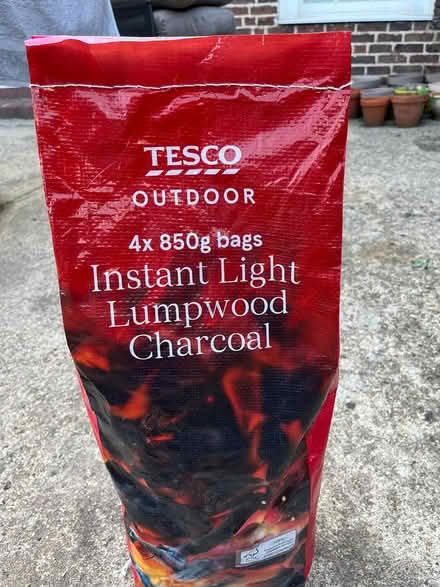 TESCO
OUTDOOR
4x 850g bags
Instant Light
Lumpwood
Charcoal